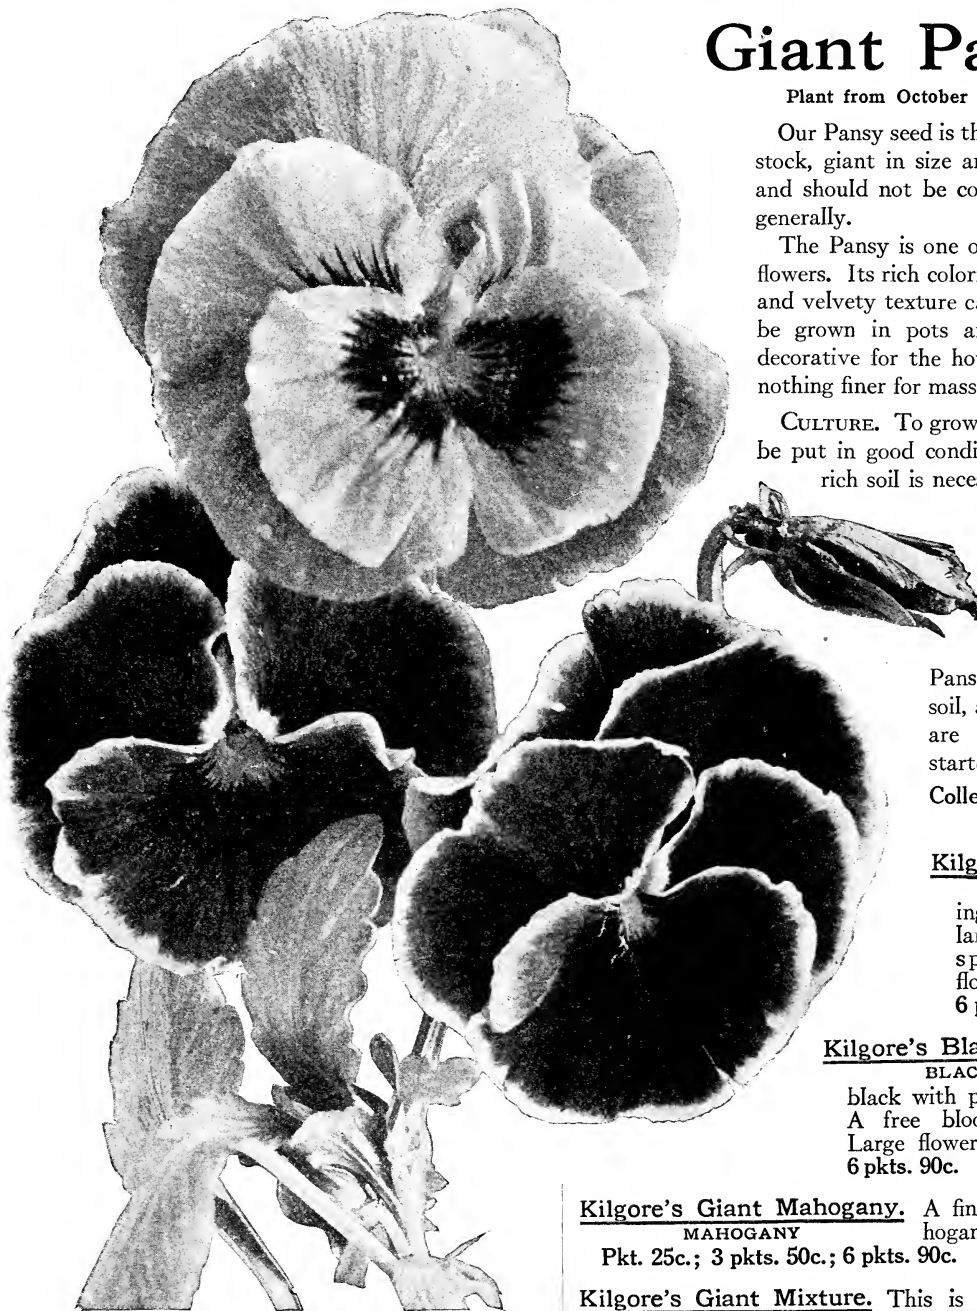 Giant Pa
Plant from October
Our Pansy seed is th
stock, giant in size an
and should not be co
generally.
The Pansy is one o
flowers. Its rich color
and velvety texture ca
be grown in pots an
decorative for the ho
nothing finer for mass
CULTURE. To grow
be put in good condi
rich soil is nece
Pans
soil, a
are
start
Colle
Kilg
ing
lar
sp
flo
6 p
Kilgore's Bla
BLAC
black with p
A free bloo
Large flower
6 pkts. 90c.
Kilgore's Giant Mahogany. A fin
MAHOGANY hogan
Pkt. 25c.; 3 pkts. 50c.; 6 pkts. 90c.
Kilgore's Giant Mixture. This is